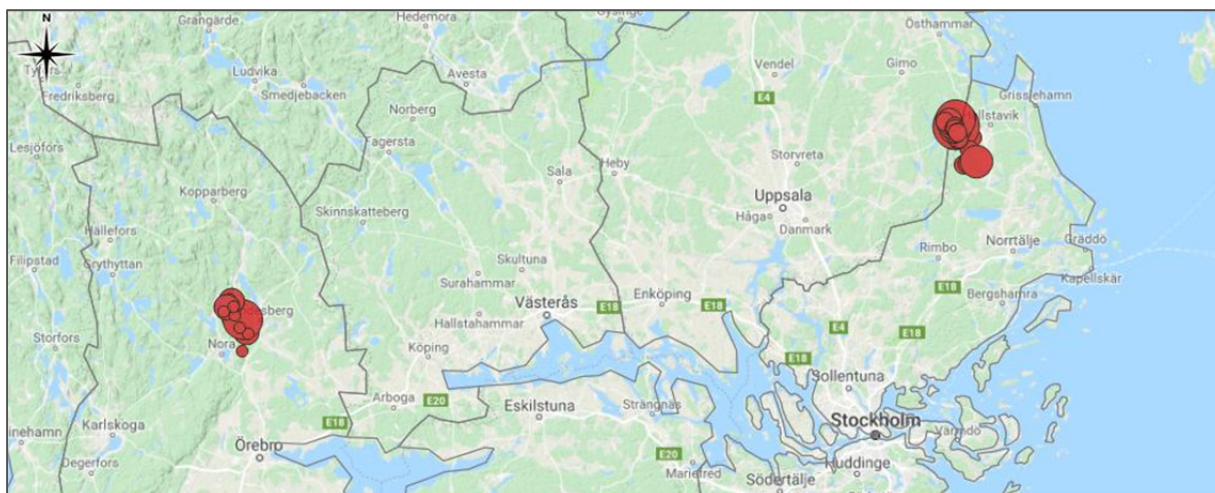 N
Grangärde
Hedemora
Gysinge
Östhammar
Ludvika
Avesta
Vendel
Gimo
Fredriksberg
Smedjebacken
E4
Grisslehamn
Norberg
Lesjöfors
Fagersta
Storvreta
Sala
Heby
Kopparberg
Uppsala
Skinnskatteberg
Håga
Danmark
Hällefors
Rimbo
Norrtälje
Gräddö
Filipstad
Grythyttan
Skultuna
Kapellskär
Surahammar
E18
Bergshamra
Västerås
E18
Enköping
E18
Hallstahammar
E4
E18
Storfors
Nora
Köping
E18
Sollentuna
Arboga
E20
Eskilstuna
Strängnäs
Karlskoga
E18
Stockholm
Värmdö
Örebro
E20
Degerfors
Mariefred
Huddinge
Södertälje